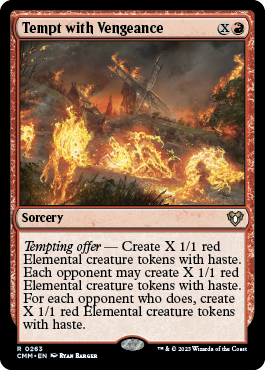 Tempt with Vengeance X
Sorcery
Tempting offer — Create X 1/1 red
Elemental creature tokens with haste.
Each opponent may create X 1/1 red
Elemental creature tokens with haste.
For each opponent who does, create
X 1/1 red Elemental creature tokens
with haste.
R 0263
CMM • EN Ryan Barger
™ & © 2023 Wizards of the Coast